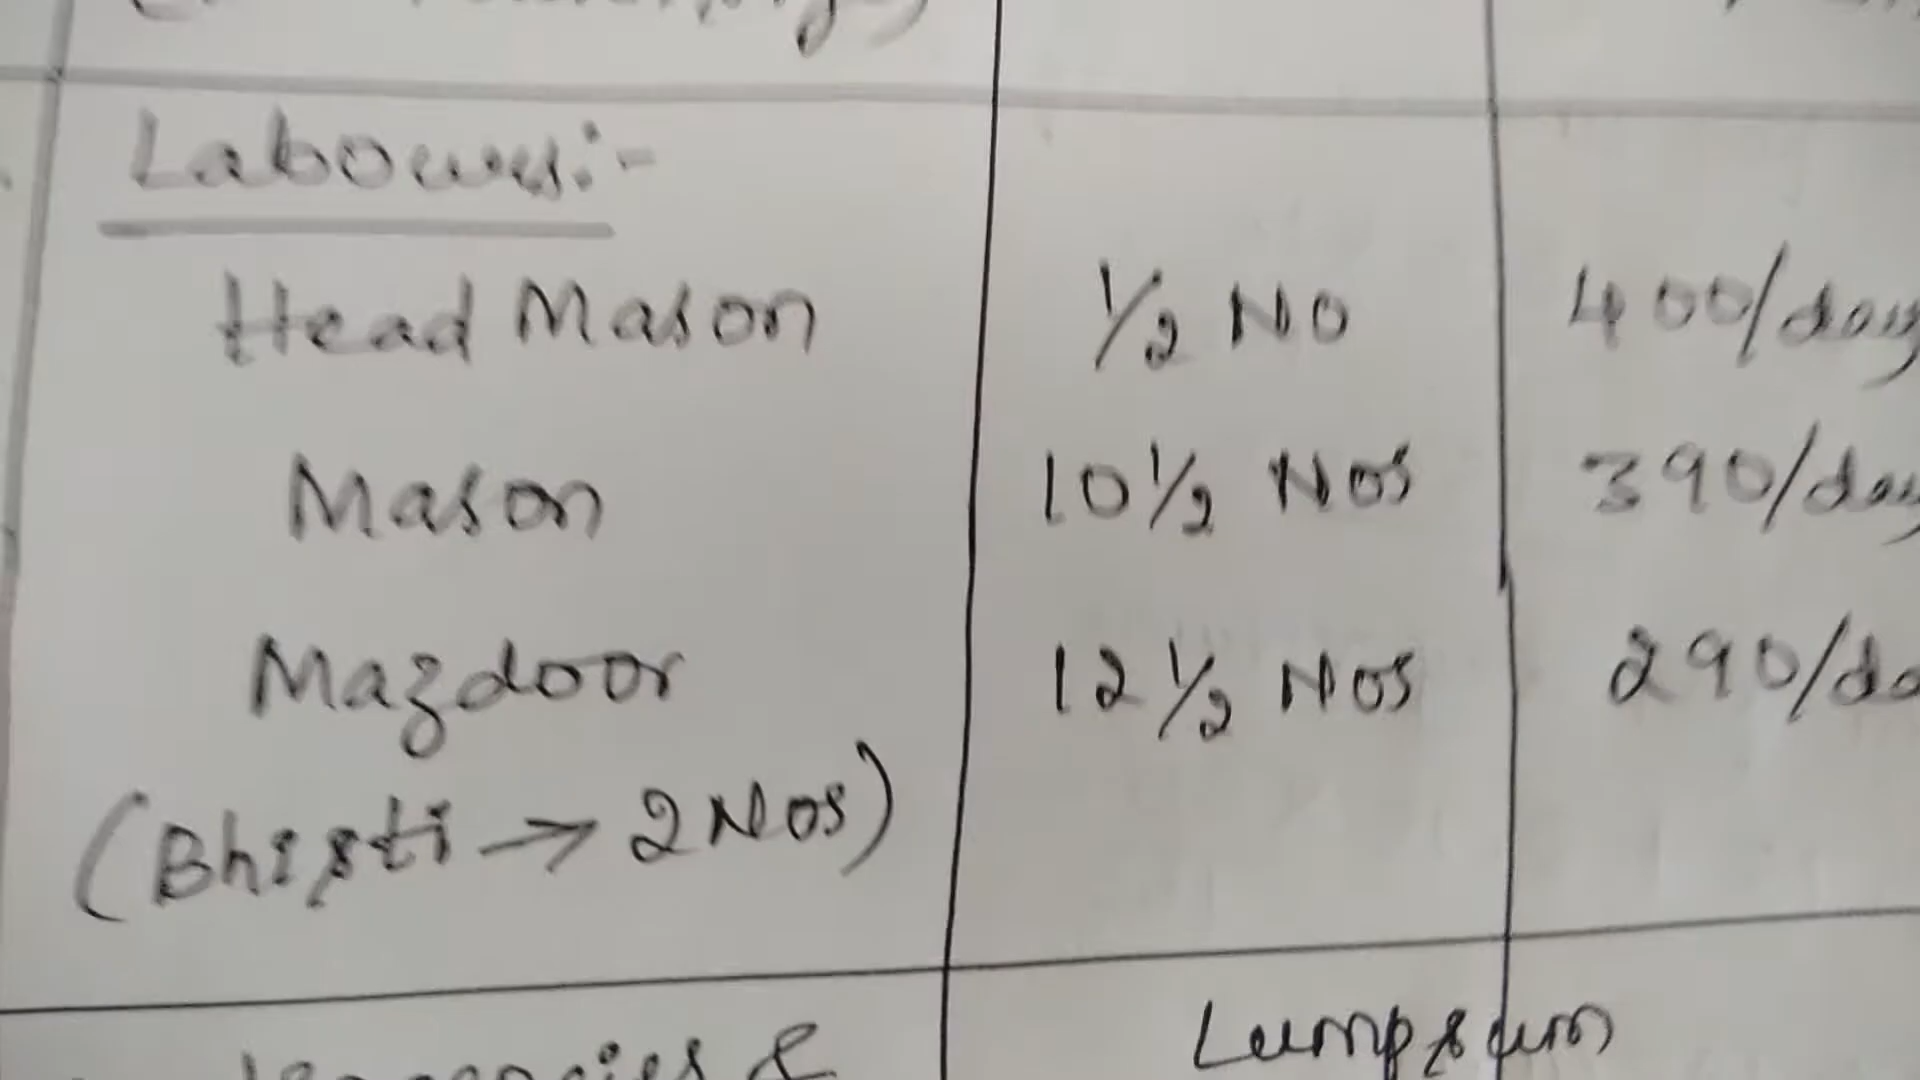 Labours:-
Head Mason 1/2 No 400/day
Mason 10 1/2 Nos 390/day
Mazdoor 12 1/2 Nos 290/da
(Bhisti → 2 Nos)
& Lumpsum